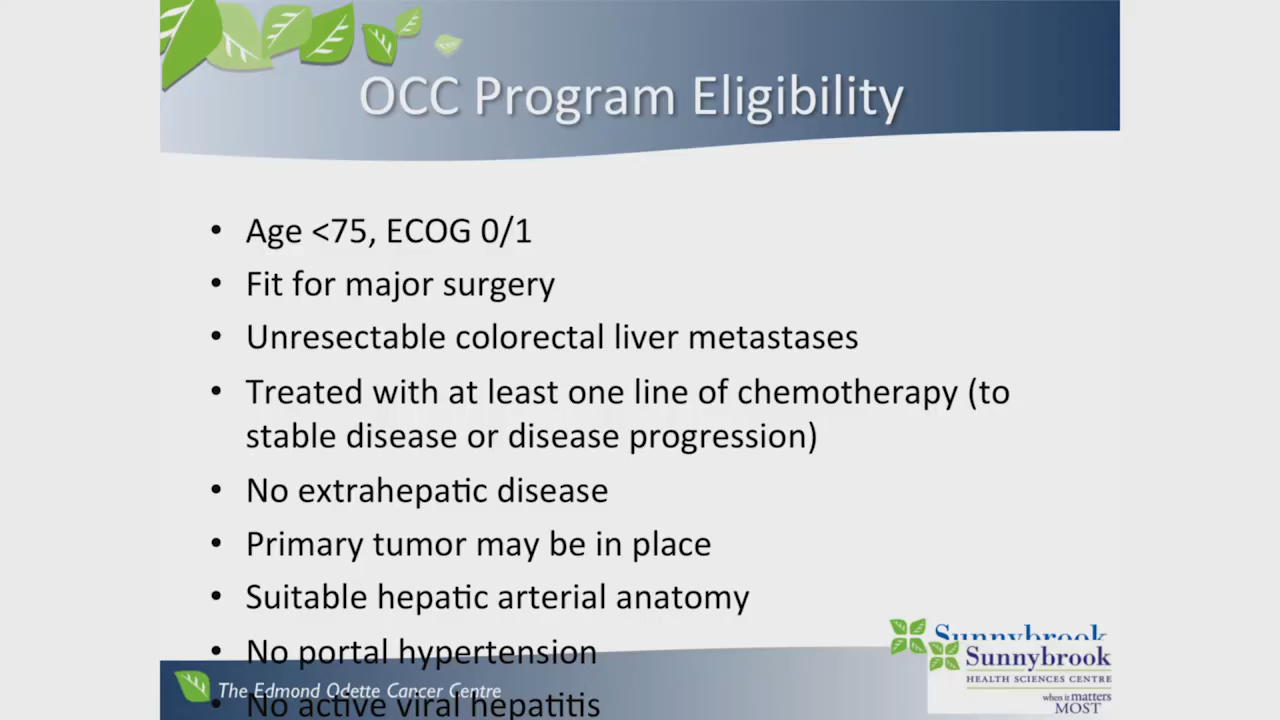 OCC Program Eligibility
• Age <75, ECOG 0/1
• Fit for major surgery
• Unresectable colorectal liver metastases
• Treated with at least one line of chemotherapy (to
stable disease or disease progression)
• No extrahepatic disease
• Primary tumor may be in place
• Suitable hepatic arterial anatomy
• No portal hypertension
• No active viral hepatitis
The Edmond Odette Cancer Centre
Sunnybrook
Sunnybrook
HEALTH SCIENCES CENTRE
when it matters
MOST